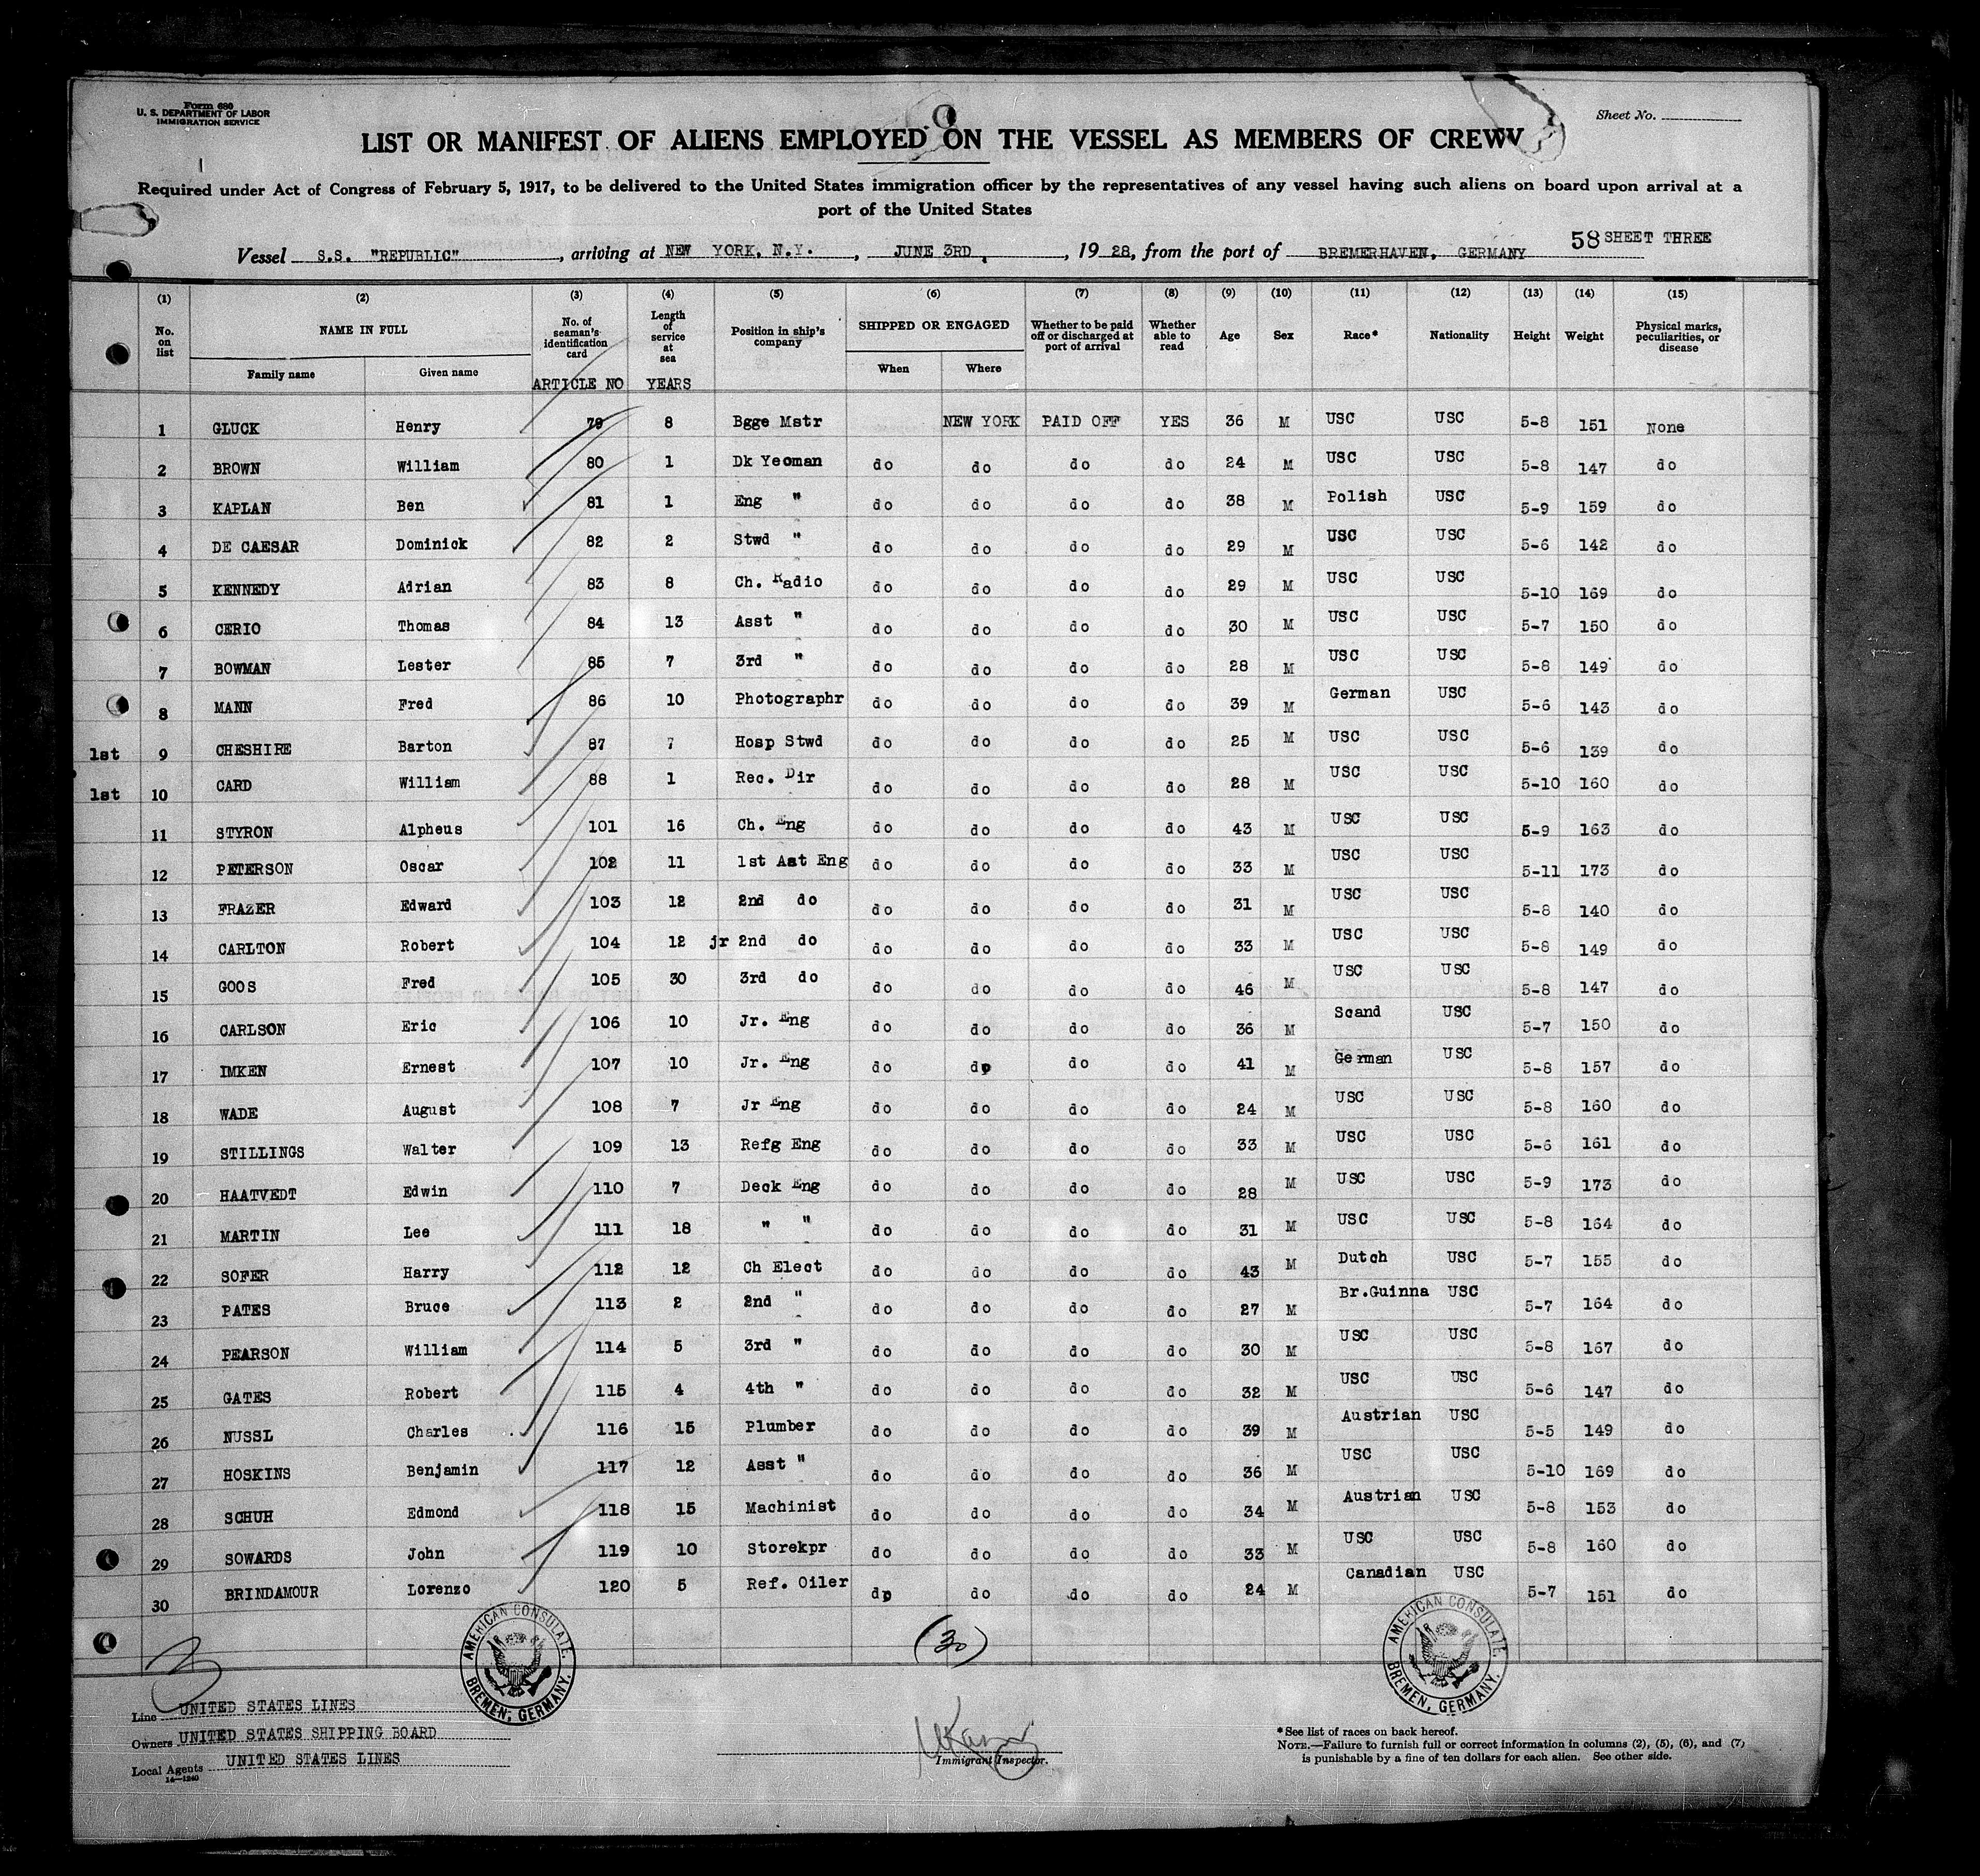 Form 680
U. S. DEPARTMENT OF LABOR
IMMIGRATION SERVICE
Sheet No.
LIST OR MANIFEST OF ALIENS EMPLOYED ON THE VESSEL AS MEMBERS OF CREW
Required under Act of Congress of February 5, 1917, to be delivered to the United States immigration officer by the representatives of any vessel having such aliens on board upon arrival at a
port of the United States
58 SHEET THREE
Vessel S.S. "REPUBLIC", arriving at NEW YORK, N.Y., JUNE 3RD, 1928, from the port of BREMERHAVEN, GERMANY
(1) (2) (3) (4) (5) (6) (7) (8) (9) (10) (11) (12) (13) (14) (15)
No. on list NAME IN FULL Family name Given name No. of seaman's identification card ARTICLE NO Length of service at sea YEARS Position in ship's company SHIPPED OR ENGAGED When Where Whether to be paid off or discharged at port of arrival Whether able to read Age Sex Race* Nationality Height Weight Physical marks, peculiarities, or disease
1 GLUCK Henry 79 8 Bgge Mstr NEW YORK PAID OFF YES 36 M USC USC 5-8 151 None
2 BROWN William 80 1 Dk Yeoman do do do do 24 M USC USC 5-8 147 do
3 KAPLAN Ben 81 1 Eng " do do do do 38 M Polish USC 5-9 159 do
4 DE CAESAR Dominick 82 2 Stwd " do do do do 29 M USC USC 5-6 142 do
5 KENNEDY Adrian 83 8 Ch. Radio do do do do 29 M USC USC 5-10 169 do
6 CERIO Thomas 84 13 Asst " do do do do 30 M USC USC 5-7 150 do
7 BOWMAN Lester 85 7 3rd " do do do do 28 M USC USC 5-8 149 do
8 MANN Fred 86 10 Photographr do do do do 39 M German USC 5-6 143 do
1st 9 CHESHIRE Barton 87 7 Hosp Stwd do do do do 25 M USC USC 5-6 139 do
1st 10 CARD William 88 1 Rec. Dir do do do do 28 M USC USC 5-10 160 do
11 STYRON Alpheus 101 16 Ch. Eng do do do do 43 M USC USC 5-9 163 do
12 PETERSON Oscar 102 11 1st Ast Eng do do do do 33 M USC USC 5-11 173 do
13 FRAZER Edward 103 12 2nd do do do do do 31 M USC USC 5-8 140 do
14 CARLTON Robert 104 12 jr 2nd do do do do do 33 M USC USC 5-8 149 do
15 GOOS Fred 105 30 3rd do do do do do 46 M USC USC 5-8 147 do
16 CARLSON Eric 106 10 Jr. Eng do do do do 36 M Scand USC 5-7 150 do
17 IMKEN Ernest 107 10 Jr. Eng do do do do 41 M German USC 5-8 157 do
18 WADE August 108 7 Jr Eng do do do do 24 M USC USC 5-8 160 do
19 STILLINGS Walter 109 13 Refg Eng do do do do 33 M USC USC 5-6 161 do
20 HAATVEDT Edwin 110 7 Deck Eng do do do do 28 M USC USC 5-9 173 do
21 MARTIN Lee 111 18 " " do do do do 31 M USC USC 5-8 164 do
22 SOFER Harry 112 12 Ch Elect do do do do 43 M Dutch USC 5-7 155 do
23 PATES Bruce 113 2 2nd " do do do do 27 M Br.Guinna USC 5-7 164 do
24 PEARSON William 114 5 3rd " do do do do 30 M USC USC 5-8 167 do
25 GATES Robert 115 4 4th " do do do do 32 M USC USC 5-6 147 do
26 NUSSL Charles 116 15 Plumber do do do do 39 M Austrian USC 5-5 149 do
27 HOSKINS Benjamin 117 12 Asst " do do do do 36 M USC USC 5-10 169 do
28 SCHUH Edmond 118 15 Machinist do do do do 34 M Austrian USC 5-8 153 do
29 SOWARDS John 119 10 Storekpr do do do do 33 M USC USC 5-8 160 do
30 BRINDAMOUR Lorenzo 120 5 Ref. Oiler do do do do 24 M Canadian USC 5-7 151 do
(30)
3
AMERICAN CONSULATE, BREMEN, GERMANY.
AMERICAN CONSULATE, BREMEN, GERMANY.
Line UNITED STATES LINES
Owners UNITED STATES SHIPPING BOARD
Local Agents UNITED STATES LINES
14—1240
Immigrant Inspector.
*See list of races on back hereof.
NOTE.—Failure to furnish full or correct information in columns (2), (5), (6), and (7)
is punishable by a fine of ten dollars for each alien. See other side.